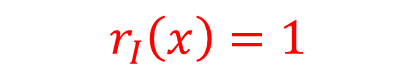 r_I(x) = 1